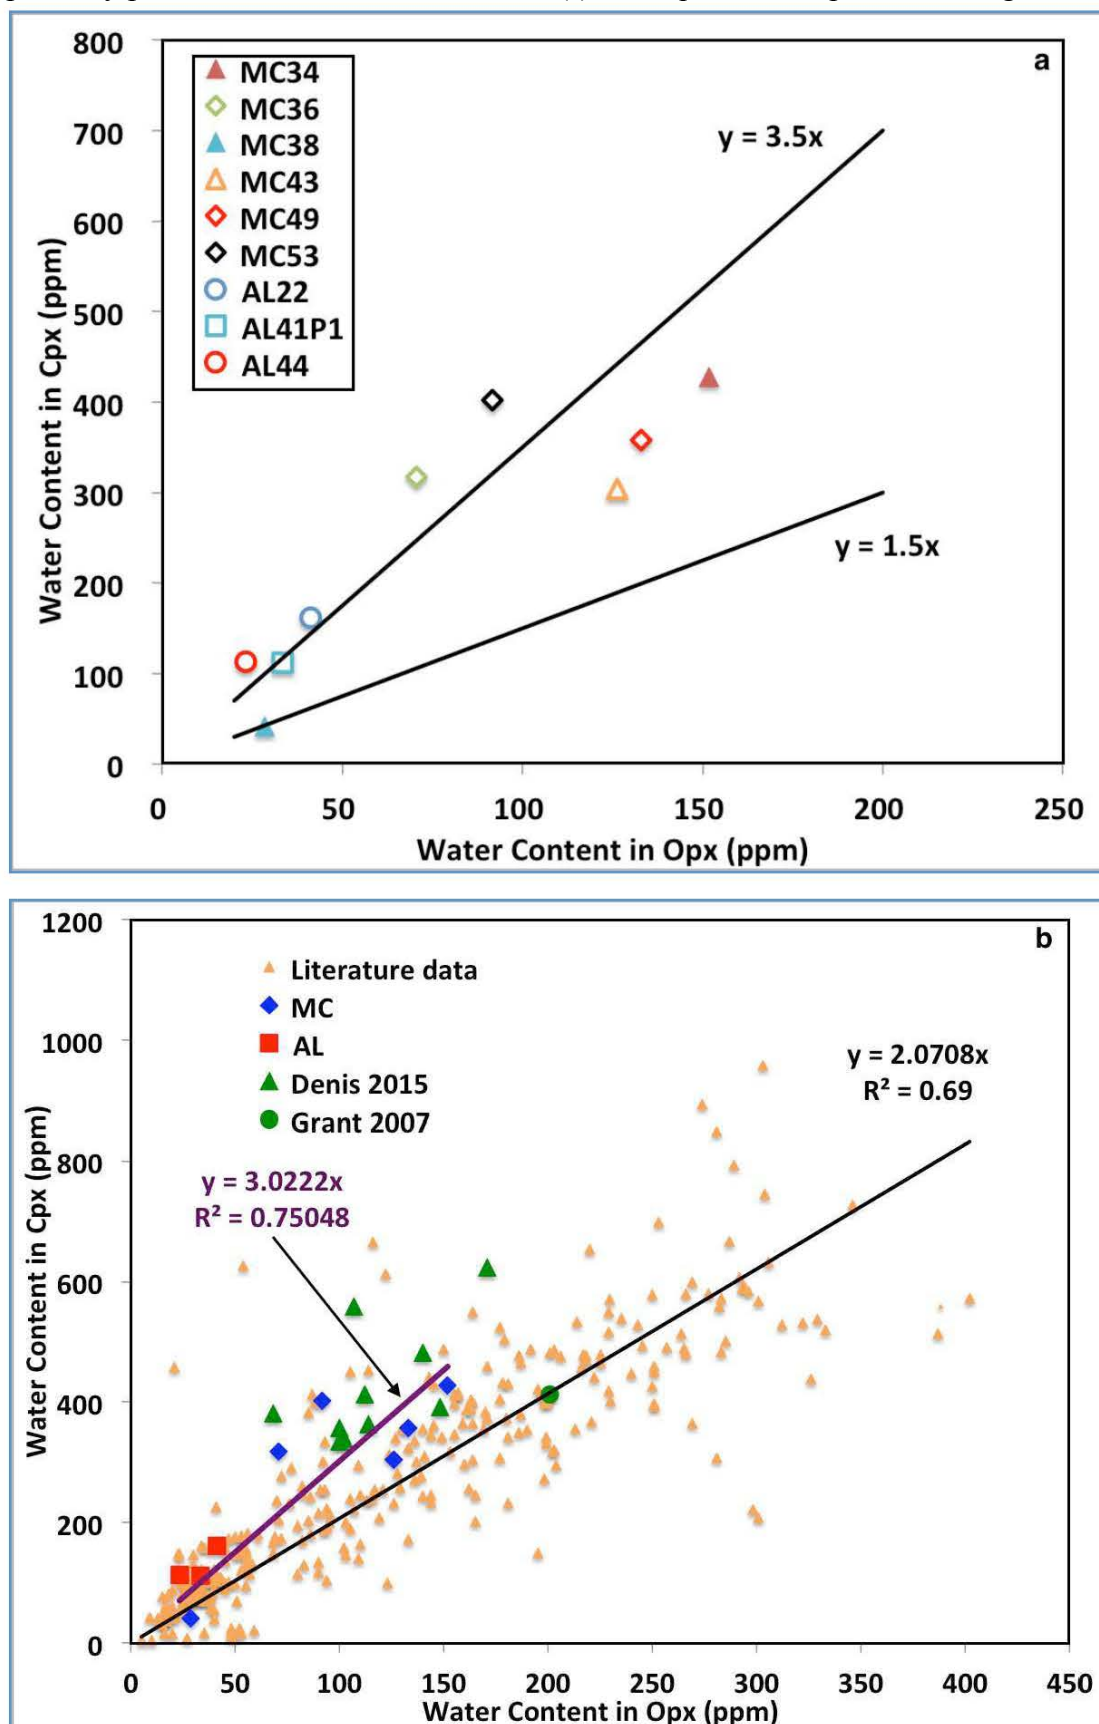 a
800
700
600
500
400
300
200
100
0
MC34
MC36
MC38
MC43
MC49
MC53
AL22
AL41P1
AL44
y = 3.5x
y = 1.5x
Water Content in Cpx (ppm)
0 50 100 150 200 250
Water Content in Opx (ppm)
b
1200
1000
800
600
400
200
0
Literature data
MC
AL
Denis 2015
Grant 2007
y = 2.0708x
R² = 0.69
y = 3.0222x
R² = 0.75048
Water Content in Cpx (ppm)
0 50 100 150 200 250 300 350 400 450
Water Content in Opx (ppm)